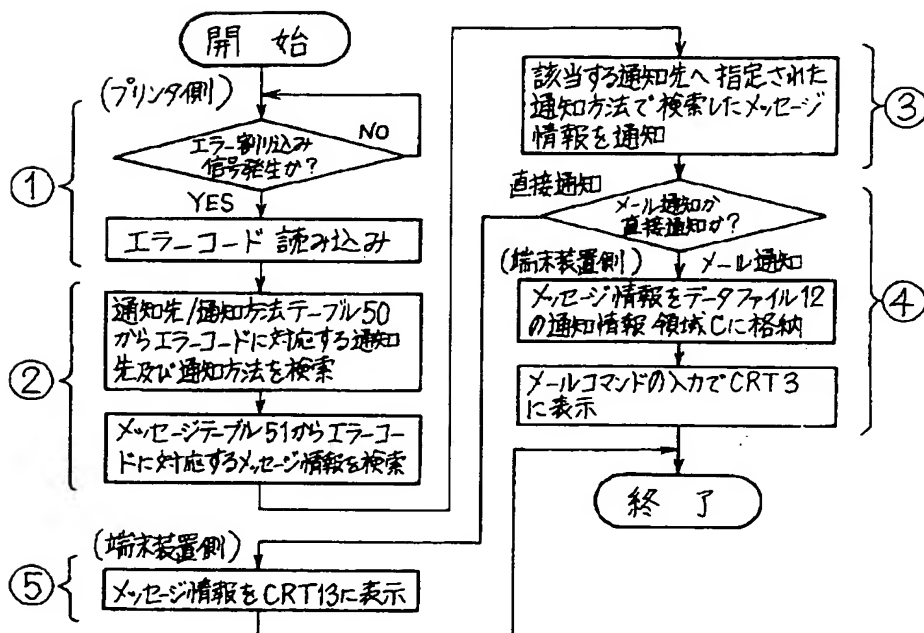 開始
(プリンタ側)
エラー割り込み
信号発生か?
NO
YES
エラーコード 読み込み
①
通知先/通知方法テーブル50
からエラーコードに対応する通知
先及び通知方法を検索
メッセージテーブル51からエラーコー
ドに対応するメッセージ情報を検索
②
該当する通知先へ指定された
通知方法で検索したメッセージ
情報を通知
③
直接通知
メール通知か
直接通知か?
(端末装置側)
メール通知
メッセージ情報をデータファイル12
の通知情報領域Cに格納
メールコマンドの入力でCRT3
に表示
④
終了
(端末装置側)
メッセージ情報をCRT13に表示
⑤